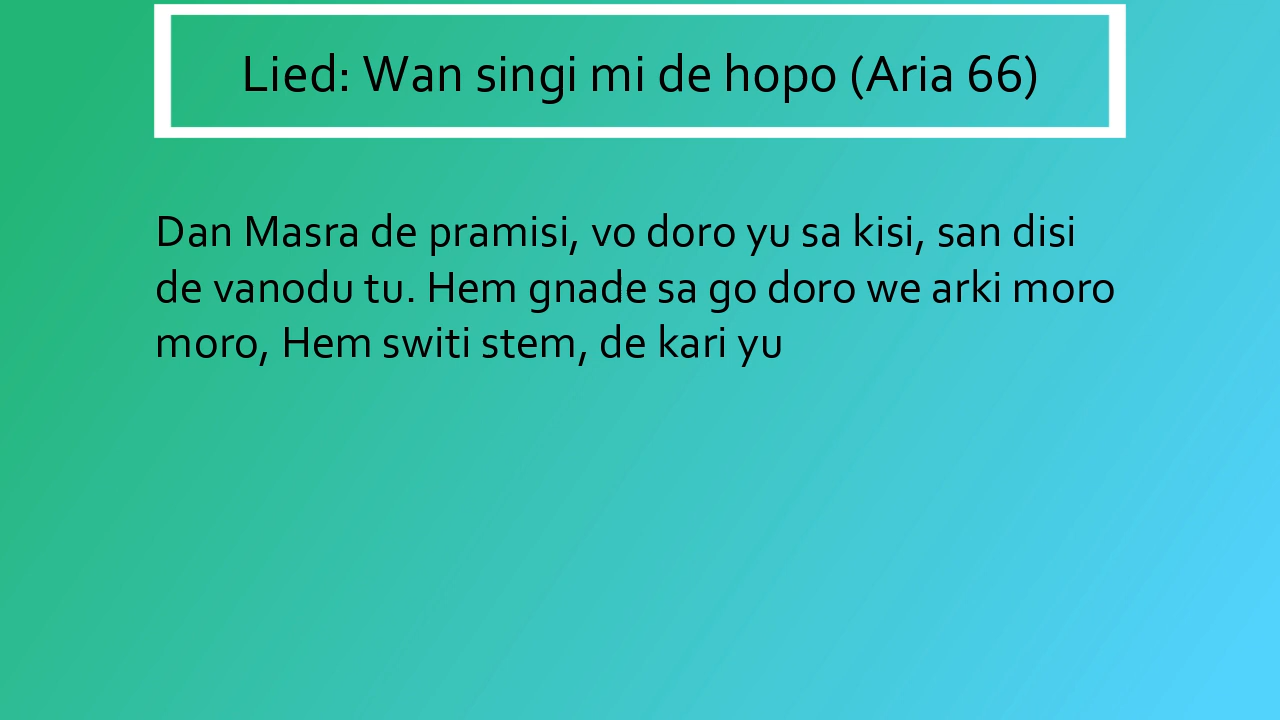 Lied: Wan singi mi de hopo (Aria 66)
Dan Masra de pramisi, vo doro yu sa kisi, san disi
de vanodu tu. Hem gnade sa go doro we arki moro
moro, Hem switi stem, de kari yu